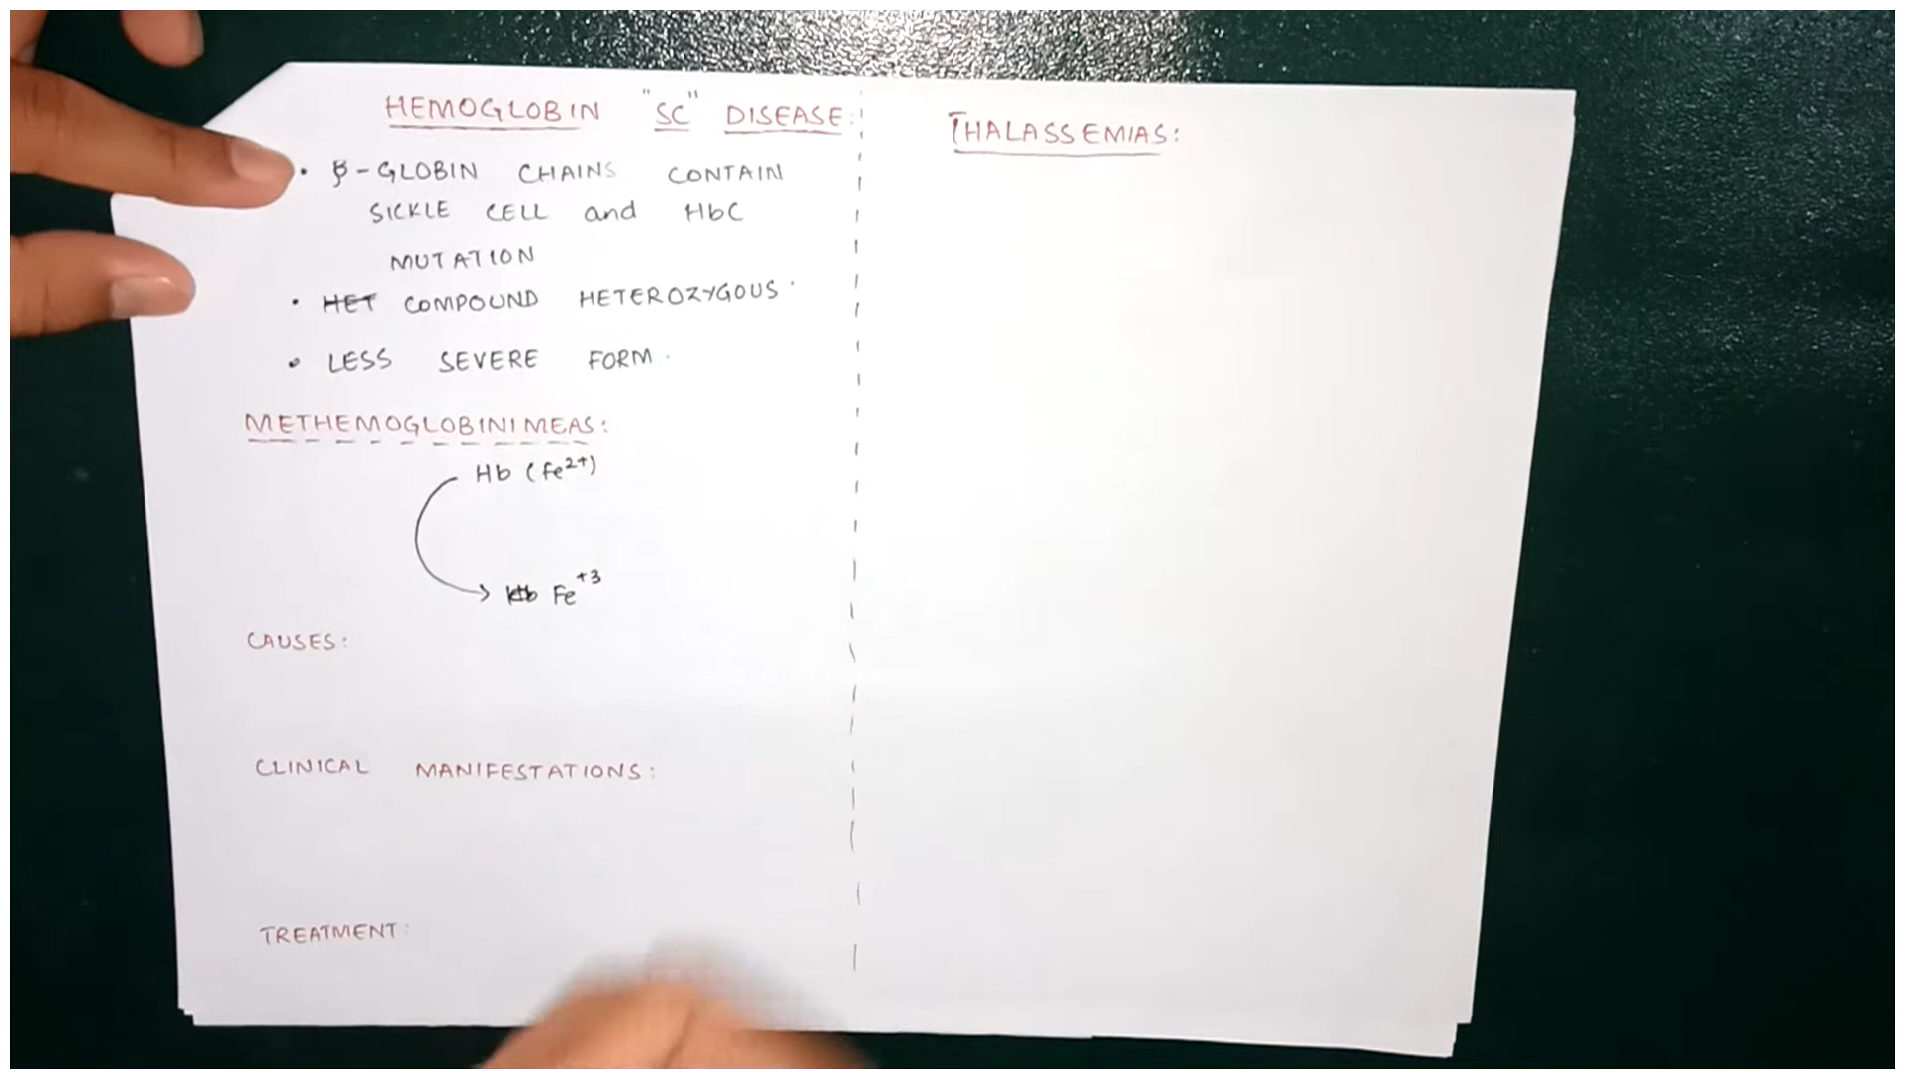 HEMOGLOBIN "SC" DISEASE:
• β-GLOBIN CHAINS CONTAIN
SICKLE CELL and HbC
MUTATION
• HET COMPOUND HETEROZYGOUS.
• LESS SEVERE FORM.
METHEMOGLOBINIMEAS:
Hb (Fe²⁺)
Hb Fe⁺³
CAUSES:
CLINICAL MANIFESTATIONS:
TREATMENT:
THALASSEMIAS: